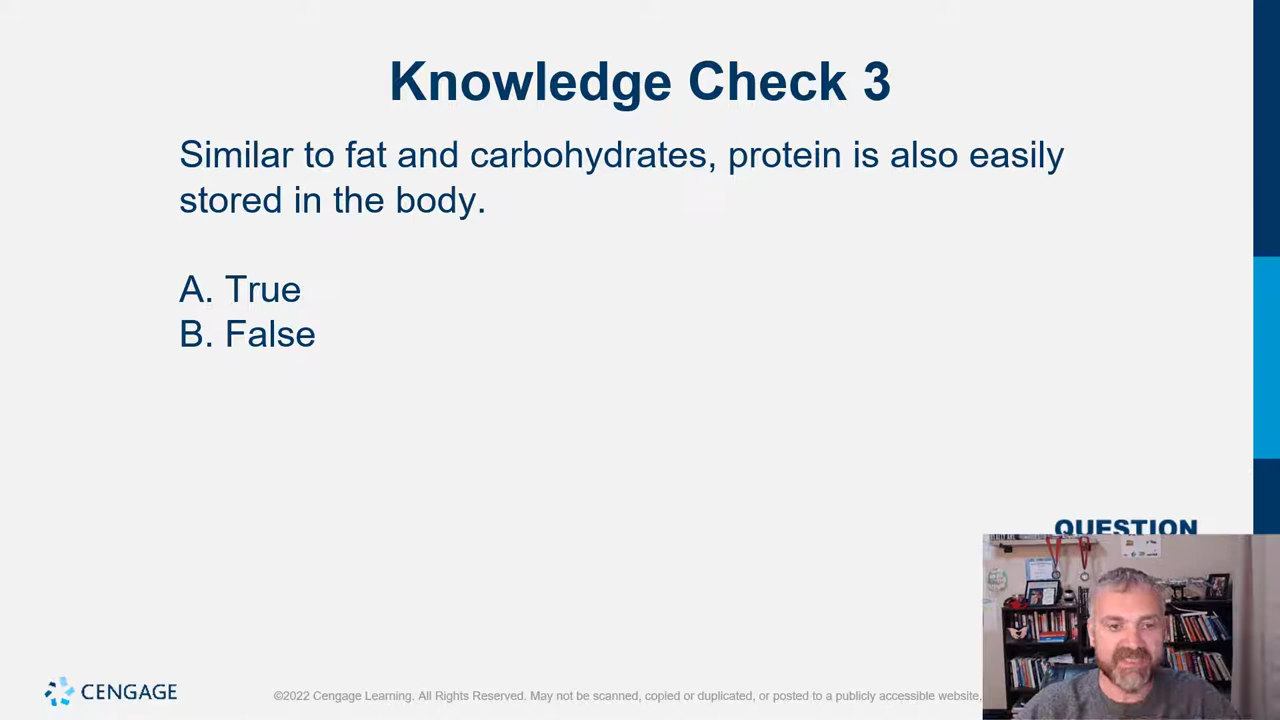 Knowledge Check 3
Similar to fat and carbohydrates, protein is also easily
stored in the body.
A. True
B. False
QUESTION
CENGAGE
©2022 Cengage Learning. All Rights Reserved. May not be scanned, copied or duplicated, or posted to a publicly accessible website,